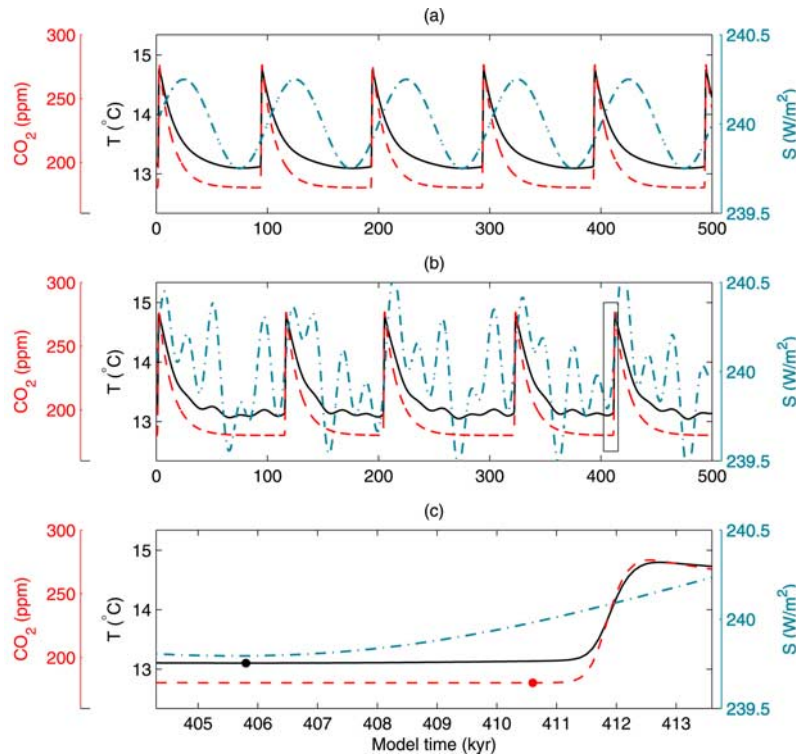 (a)
300
250
200
CO2 (ppm)
15
14
13
T (°C)
240.5
240
239.5
S (W/m2)
0 100 200 300 400 500
(b)
300
250
200
CO2 (ppm)
15
14
13
T (°C)
240.5
240
239.5
S (W/m2)
0 100 200 300 400 500
(c)
300
250
200
CO2 (ppm)
15
14
13
T (°C)
240.5
240
239.5
S (W/m2)
405 406 407 408 409 410 411 412 413
Model time (kyr)